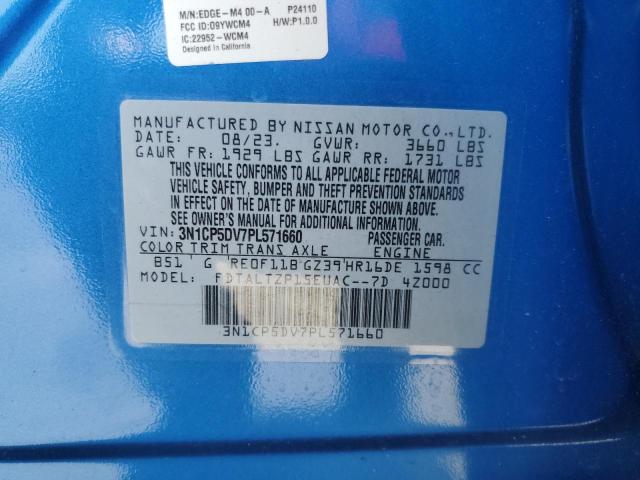 M/N:EDGE-M4 00-A P24110
FCC ID:O9YWCM4 H/W:P1.0.0
IC:22952-WCM4
Designed in California
MANUFACTURED BY NISSAN MOTOR CO., LTD.
DATE: 08/23. GVWR: 3660 LBS
GAWR FR: 1929 LBS GAWR RR: 1731 LBS
THIS VEHICLE CONFORMS TO ALL APPLICABLE FEDERAL MOTOR
VEHICLE SAFETY, BUMPER AND THEFT PREVENTION STANDARDS
IN EFFECT ON THE DATE OF MANUFACTURE SHOWN ABOVE.
SEE OWNER'S MANUAL FOR ADDITIONAL INFORMATION.
VIN: 3N1CP5DV7PL571660 PASSENGER CAR.
COLOR TRIM TRANS AXLE ENGINE
B51 G RE0F11B GZ39 HR16DE 1598 CC
MODEL: FDTALTZP15EUAC--7D 42000
3N1CP5DV7PL571660